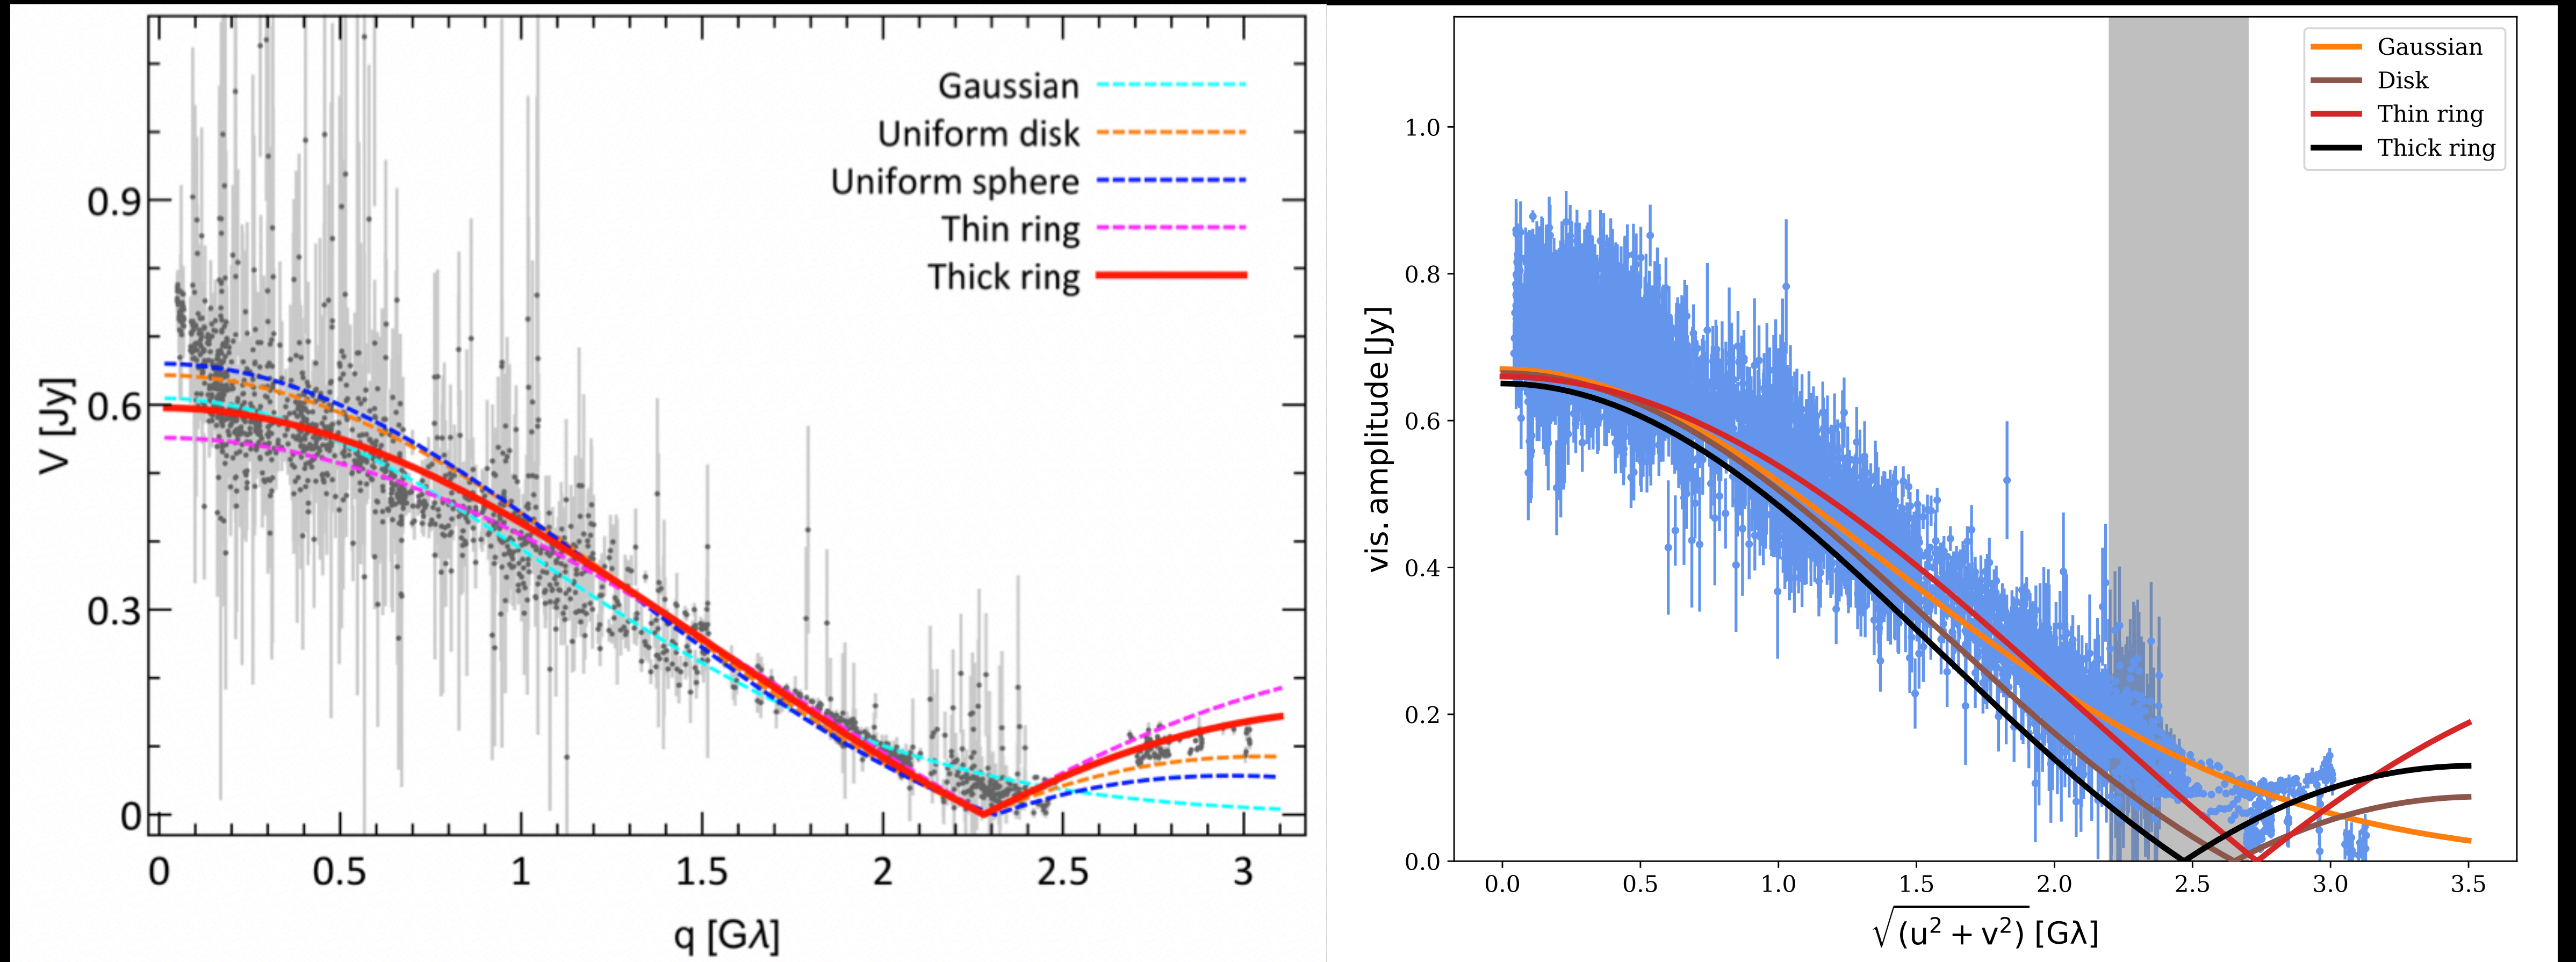 Gaussian
Uniform disk
Uniform sphere
Thin ring
Thick ring
0.9
0.6
0.3
0
V [Jy]
0 0.5 1 1.5 2 2.5 3
q [Gλ]
Gaussian
Disk
Thin ring
Thick ring
1.0
0.8
0.6
0.4
0.2
0.0
vis. amplitude [Jy]
0.0 0.5 1.0 1.5 2.0 2.5 3.0 3.5
√(u² + v²) [Gλ]